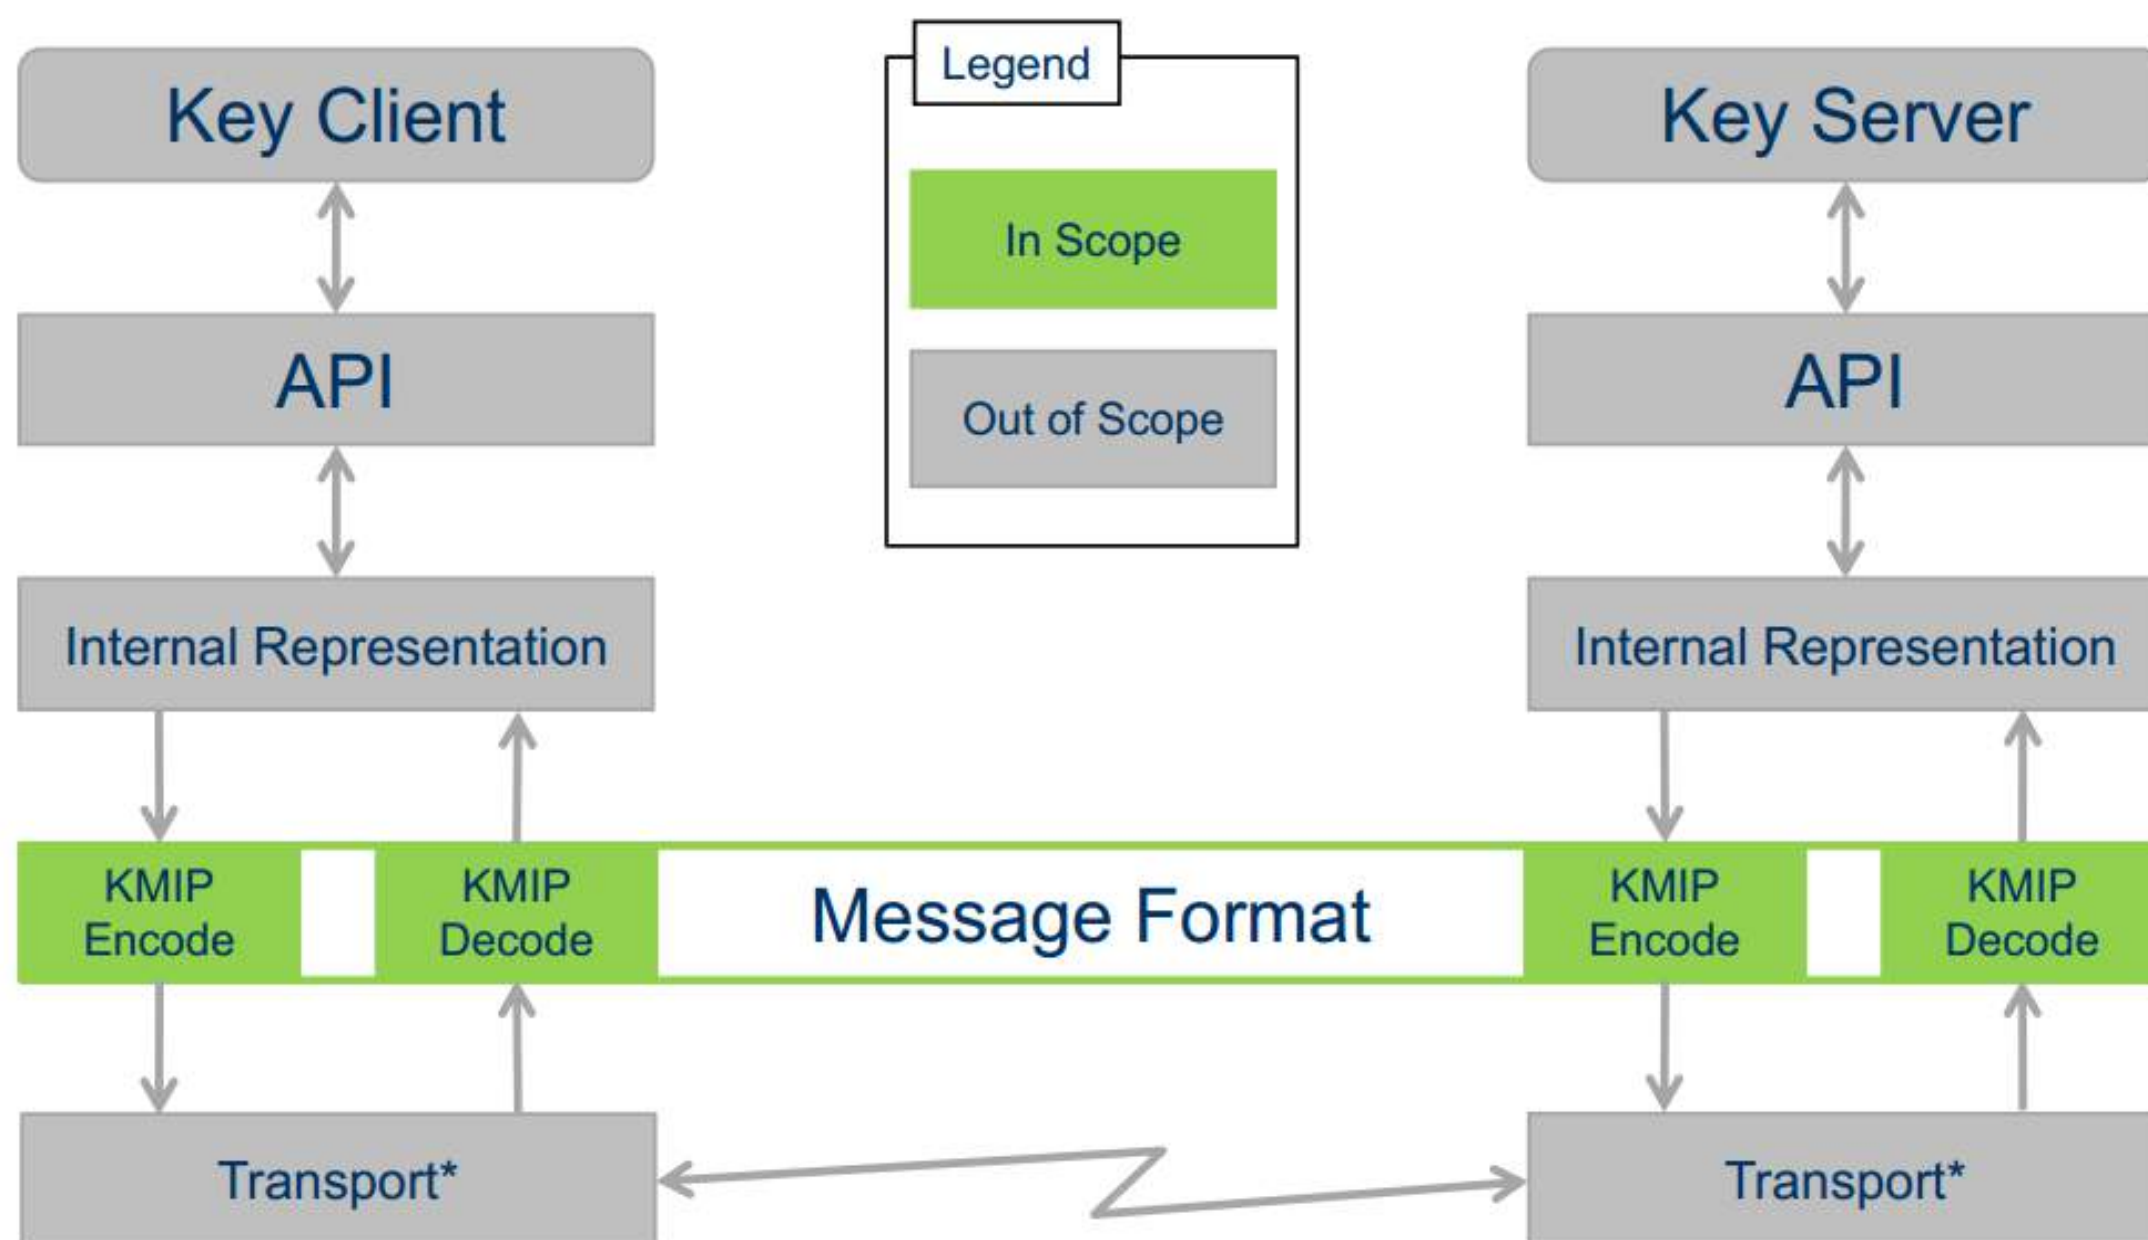 Key Client
Legend
Key Server
In Scope
API
Out of Scope
API
Internal Representation
Internal Representation
KMIP
Encode
KMIP
Decode
Message Format
KMIP
Encode
KMIP
Decode
Transport*
Transport*